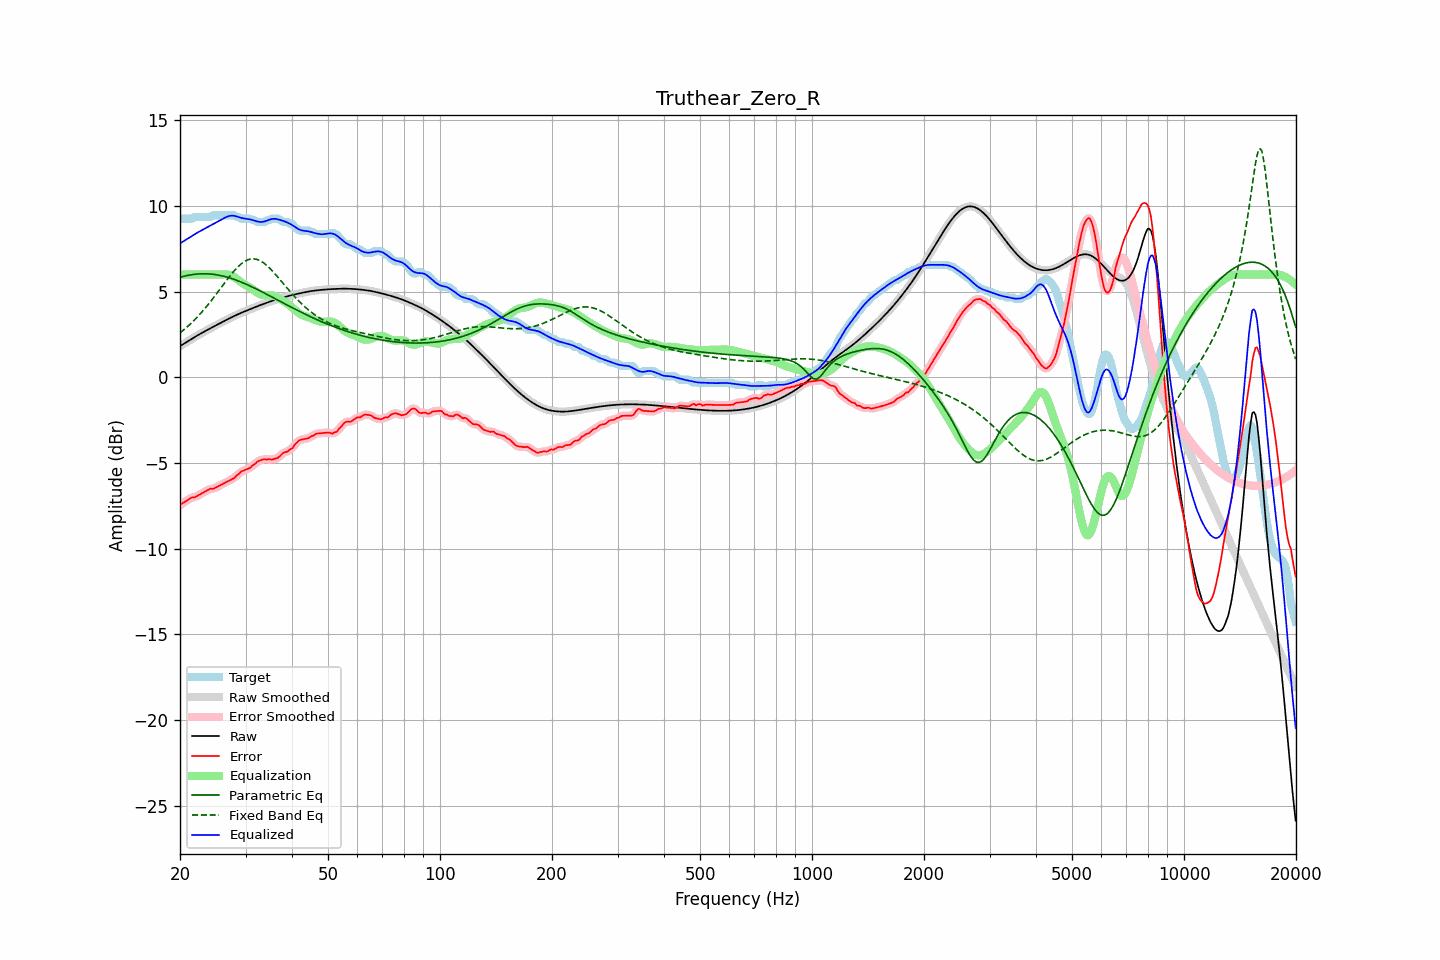 Truthear_Zero_R
Amplitude (dBr)
15
10
5
0
−5
−10
−15
−20
−25
Target
Raw Smoothed
Error Smoothed
Raw
Error
Equalization
Parametric Eq
Fixed Band Eq
Equalized
20
50
100
200
500
1000
2000
5000
10000
20000
Frequency (Hz)